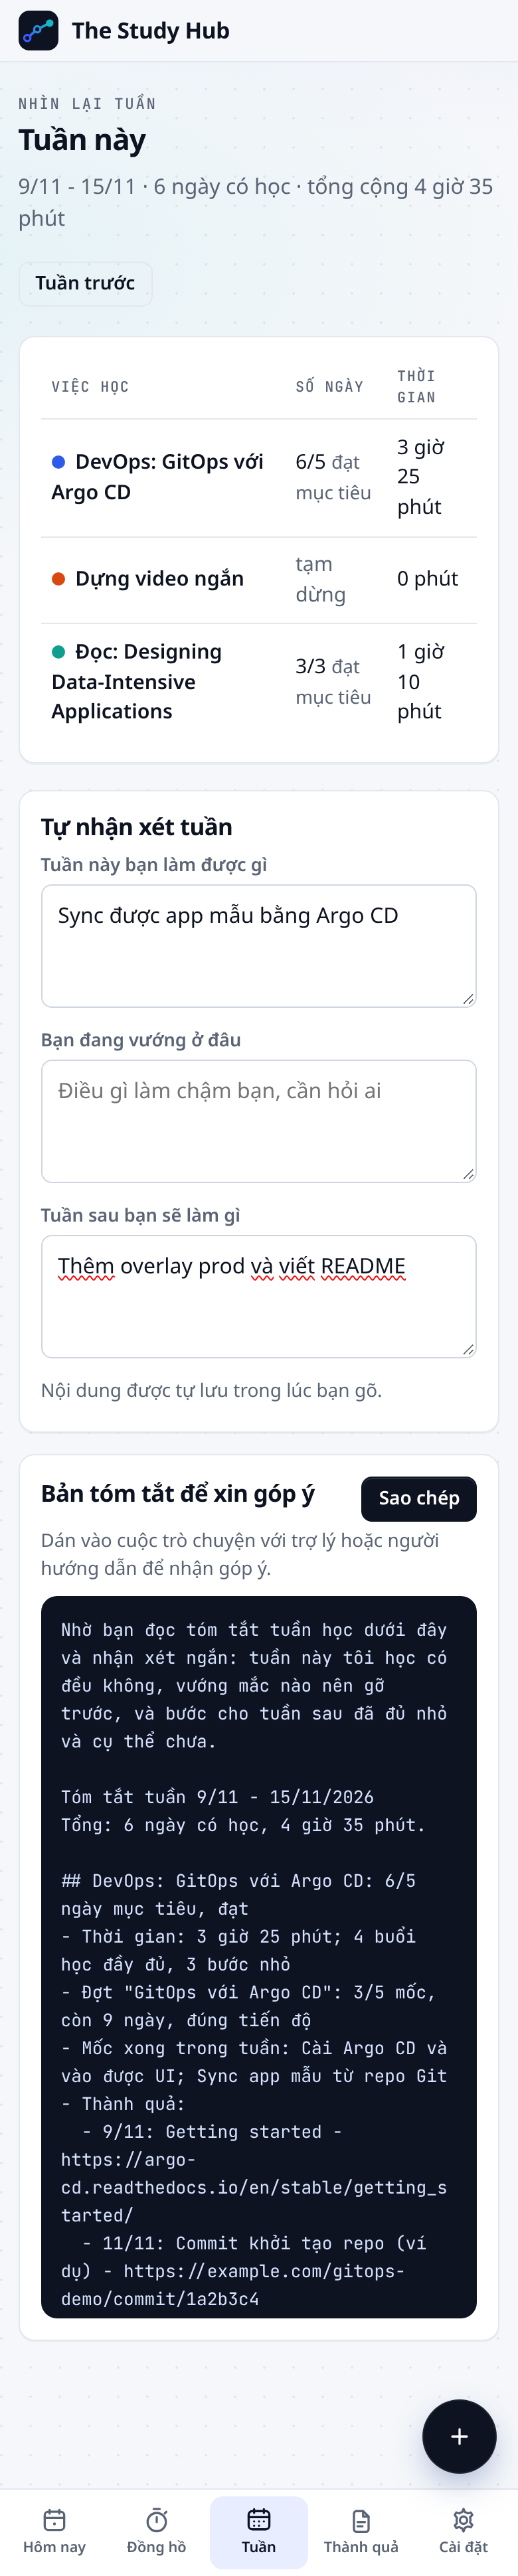 The Study Hub
NHÌN LẠI TUẦN
Tuần này
9/11 - 15/11 · 6 ngày có học · tổng cộng 4 giờ 35
phút
Tuần trước
VIỆC HỌC SỐ NGÀY THỜI
GIAN
DevOps: GitOps với
Argo CD
6/5 đạt
mục tiêu
3 giờ
25
phút
Dựng video ngắn
tạm
dừng
0 phút
Đọc: Designing
Data-Intensive
Applications
3/3 đạt
mục tiêu
1 giờ
10
phút
Tự nhận xét tuần
Tuần này bạn làm được gì
Sync được app mẫu bằng Argo CD
Bạn đang vướng ở đâu
Điều gì làm chậm bạn, cần hỏi ai
Tuần sau bạn sẽ làm gì
Thêm overlay prod và viết README
Nội dung được tự lưu trong lúc bạn gõ.
Bản tóm tắt để xin góp ý
Sao chép
Dán vào cuộc trò chuyện với trợ lý hoặc người
hướng dẫn để nhận góp ý.
Nhờ bạn đọc tóm tắt tuần học dưới đây
và nhận xét ngắn: tuần này tôi học có
đều không, vướng mắc nào nên gỡ
trước, và bước cho tuần sau đã đủ nhỏ
và cụ thể chưa.
Tóm tắt tuần 9/11 - 15/11/2026
Tổng: 6 ngày có học, 4 giờ 35 phút.
## DevOps: GitOps với Argo CD: 6/5
ngày mục tiêu, đạt
- Thời gian: 3 giờ 25 phút; 4 buổi
học đầy đủ, 3 bước nhỏ
- Đợt "GitOps với Argo CD": 3/5 mốc,
còn 9 ngày, đúng tiến độ
- Mốc xong trong tuần: Cài Argo CD và
vào được UI; Sync app mẫu từ repo Git
- Thành quả:
- 9/11: Getting started -
https://argo-
cd.readthedocs.io/en/stable/getting_s
tarted/
- 11/11: Commit khởi tạo repo (ví
dụ) - https://example.com/gitops-
demo/commit/1a2b3c4
Hôm nay
Đồng hồ
Tuần
Thành quả
Cài đặt